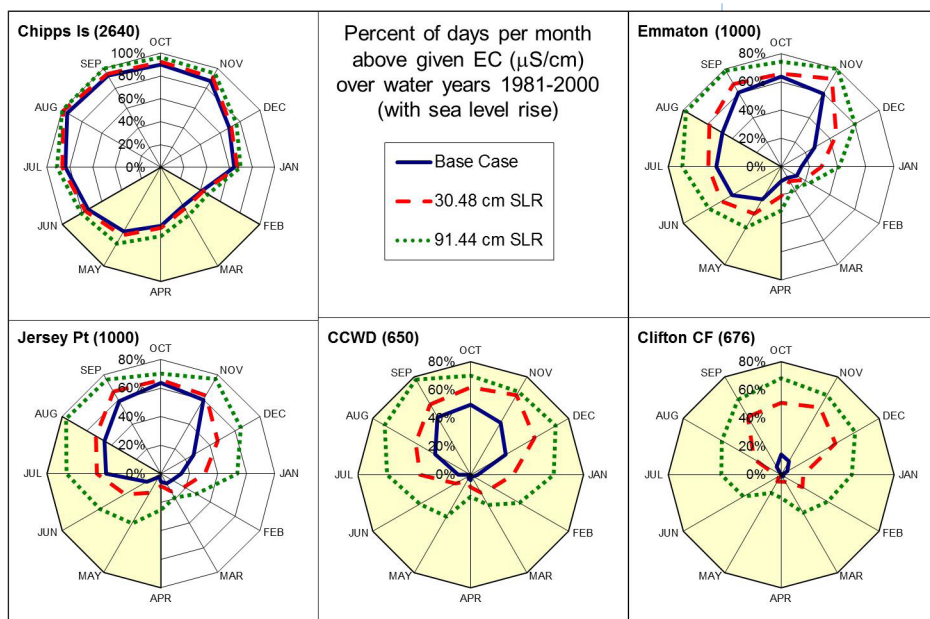 Chipps Is (2640)
OCT
NOV
DEC
JAN
FEB
MAR
APR
MAY
JUN
JUL
AUG
SEP
100%
80%
60%
40%
20%
0%
Percent of days per month
above given EC (μS/cm)
over water years 1981-2000
(with sea level rise)
Base Case
30.48 cm SLR
91.44 cm SLR
Emmaton (1000)
OCT
NOV
DEC
JAN
FEB
MAR
APR
MAY
JUN
JUL
AUG
SEP
80%
60%
40%
20%
0%
Jersey Pt (1000)
OCT
NOV
DEC
JAN
FEB
MAR
APR
MAY
JUN
JUL
AUG
SEP
80%
60%
40%
20%
0%
CCWD (650)
OCT
NOV
DEC
JAN
FEB
MAR
APR
MAY
JUN
JUL
AUG
SEP
80%
60%
40%
20%
0%
Clifton CF (676)
OCT
NOV
DEC
JAN
FEB
MAR
APR
MAY
JUN
JUL
AUG
SEP
80%
60%
40%
20%
0%